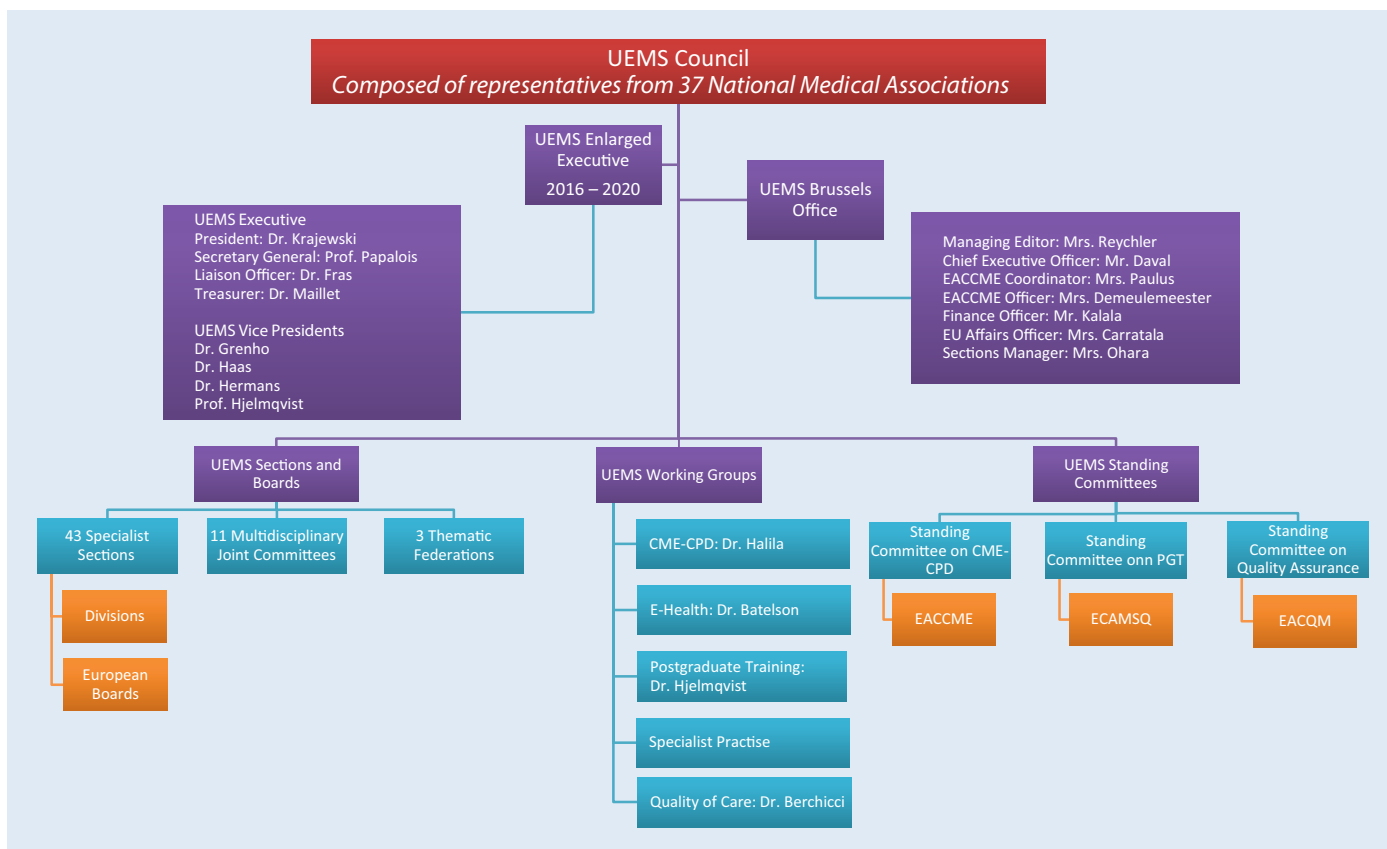 UEMS Council
Composed of representatives from 37 National Medical Associations
UEMS Enlarged
Executive
2016 – 2020
UEMS Brussels
Office
UEMS Executive
President: Dr. Krajewski
Secretary General: Prof. Papalois
Liaison Officer: Dr. Fras
Treasurer: Dr. Maillet
UEMS Vice Presidents
Dr. Grenho
Dr. Haas
Dr. Hermans
Prof. Hjelmqvist
Managing Editor: Mrs. Reychler
Chief Executive Officer: Mr. Daval
EACCME Coordinator: Mrs. Paulus
EACCME Officer: Mrs. Demeulemeester
Finance Officer: Mr. Kalala
EU Affairs Officer: Mrs. Carratala
Sections Manager: Mrs. Ohara
UEMS Sections and
Boards
43 Specialist
Sections
11 Multidisciplinary
Joint Committees
3 Thematic
Federations
Divisions
European
Boards
UEMS Working Groups
CME-CPD: Dr. Halila
E-Health: Dr. Batelson
Postgraduate Training:
Dr. Hjelmqvist
Specialist Practise
Quality of Care: Dr. Berchicci
UEMS Standing
Committees
Standing
Committee on CME-
CPD
Standing
Committee onn PGT
Standing
Committee on
Quality Assurance
EACCME
ECAMSQ
EACQM